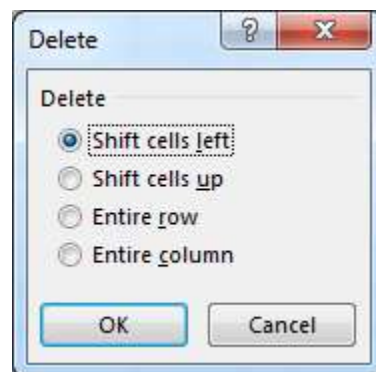 Delete
Delete
Shift cells left
Shift cells up
Entire row
Entire column
OK Cancel